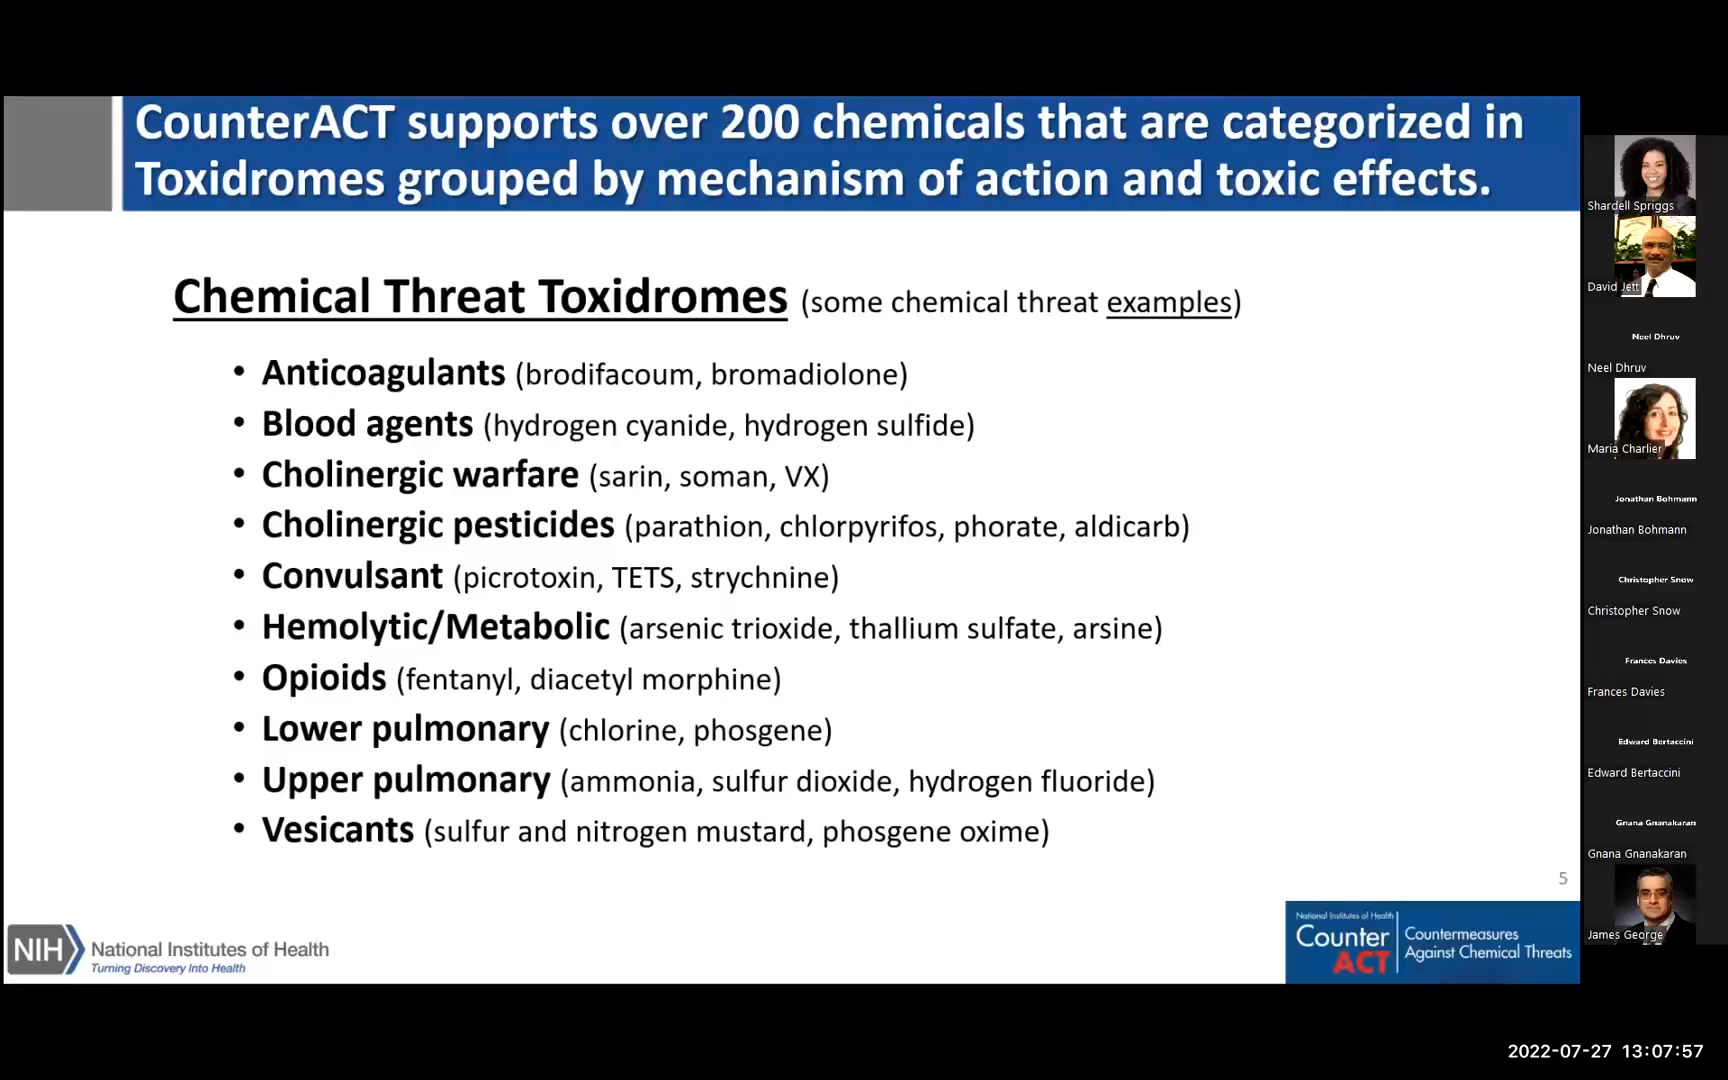 CounterACT supports over 200 chemicals that are categorized in
Toxidromes grouped by mechanism of action and toxic effects.
Chemical Threat Toxidromes (some chemical threat examples)
• Anticoagulants (brodifacoum, bromadiolone)
• Blood agents (hydrogen cyanide, hydrogen sulfide)
• Cholinergic warfare (sarin, soman, VX)
• Cholinergic pesticides (parathion, chlorpyrifos, phorate, aldicarb)
• Convulsant (picrotoxin, TETS, strychnine)
• Hemolytic/Metabolic (arsenic trioxide, thallium sulfate, arsine)
• Opioids (fentanyl, diacetyl morphine)
• Lower pulmonary (chlorine, phosgene)
• Upper pulmonary (ammonia, sulfur dioxide, hydrogen fluoride)
• Vesicants (sulfur and nitrogen mustard, phosgene oxime)
5
NIH National Institutes of Health
Turning Discovery Into Health
National Institutes of Health
Counter
ACT
Countermeasures
Against Chemical Threats
Shardell Spriggs
David Jett
Neel Dhruv
Neel Dhruv
Maria Charlier
Jonathan Bohmann
Jonathan Bohmann
Christopher Snow
Christopher Snow
Frances Davies
Frances Davies
Edward Bertaccini
Edward Bertaccini
Gnana Gnanakaran
Gnana Gnanakaran
James George
2022-07-27 13:07:57